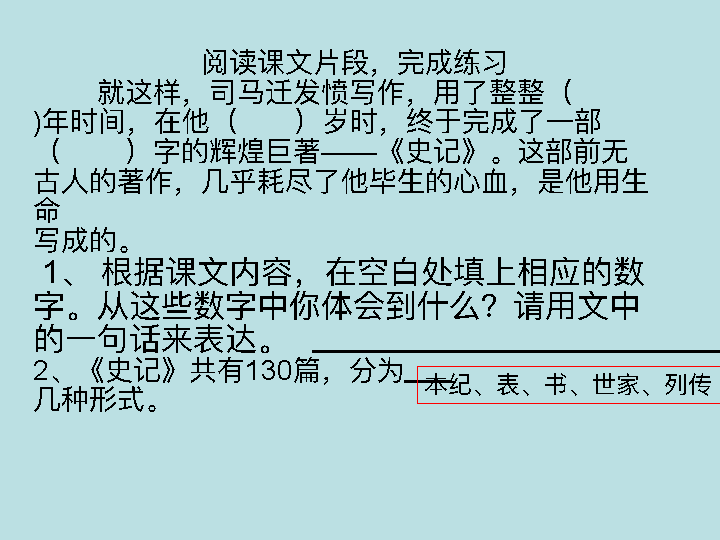 阅读课文片段，完成练习
就这样，司马迁发愤写作，用了整整（
)年时间，在他（　　）岁时，终于完成了一部
（　　）字的辉煌巨著——《史记》。这部前无
古人的著作，几乎耗尽了他毕生的心血，是他用生
命
写成的。
1、 根据课文内容，在空白处填上相应的数
字。从这些数字中你体会到什么？请用文中
的一句话来表达。 ____________________
2、《史记》共有130篇，分为___
本纪、表、书、世家、列传
几种形式。